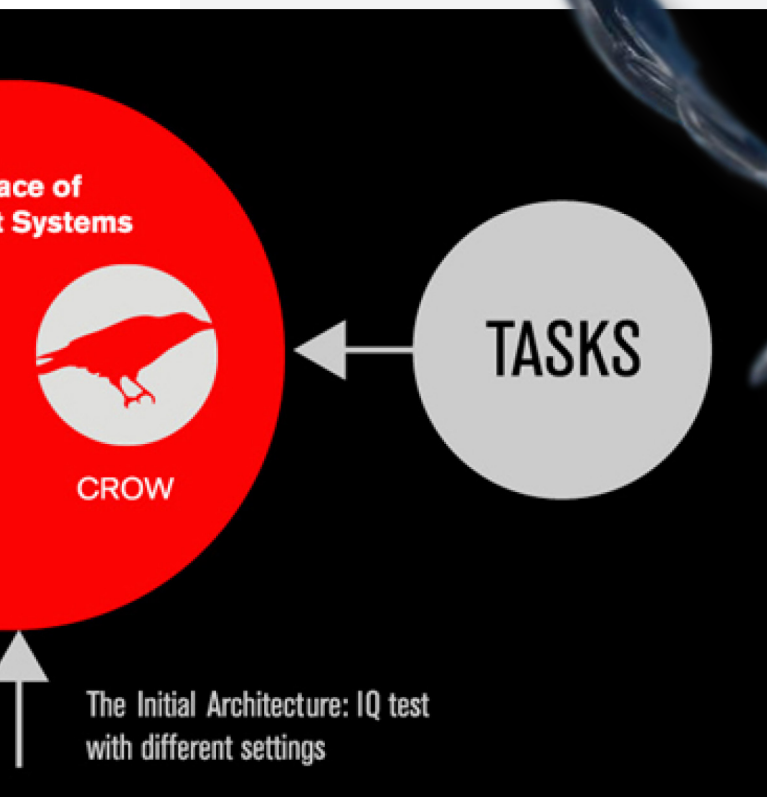 ace of
t Systems
TASKS
CROW
The Initial Architecture: IQ test
with different settings